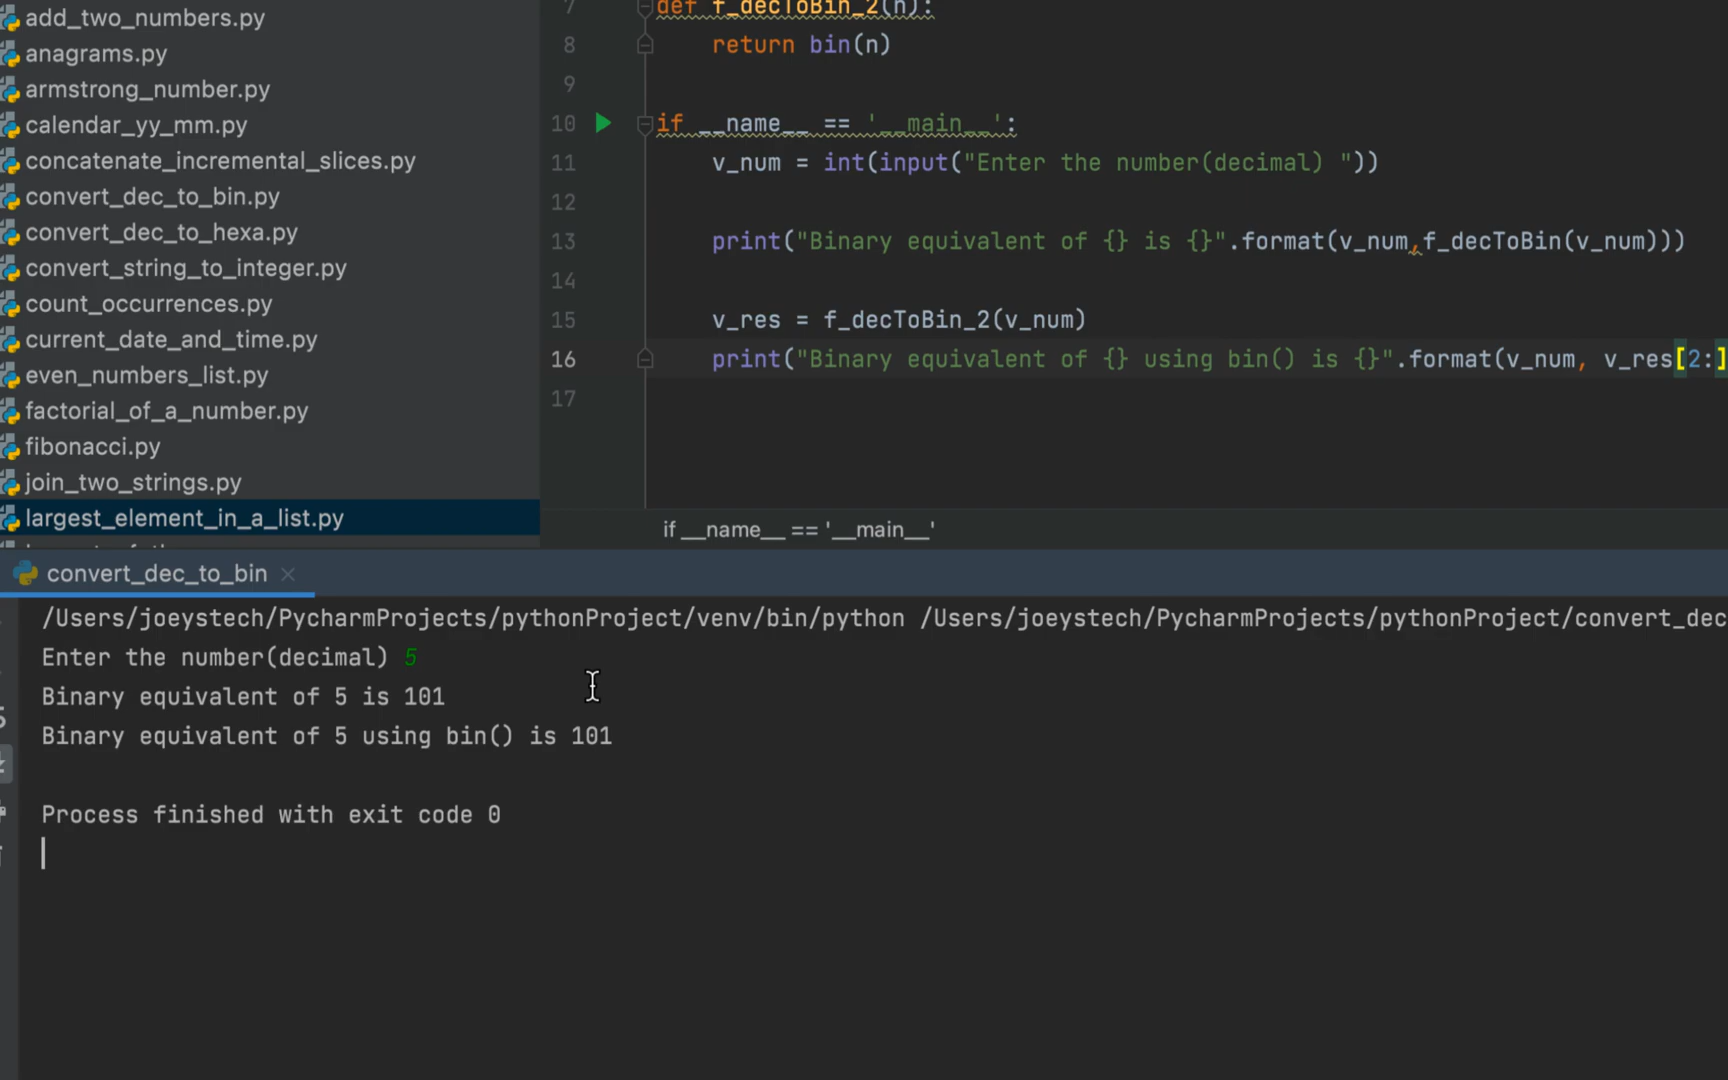 add_two_numbers.py
anagrams.py
armstrong_number.py
calendar_yy_mm.py
concatenate_incremental_slices.py
convert_dec_to_bin.py
convert_dec_to_hexa.py
convert_string_to_integer.py
count_occurrences.py
current_date_and_time.py
even_numbers_list.py
factorial_of_a_number.py
fibonacci.py
join_two_strings.py
largest_element_in_a_list.py
7 def f_decToBin_2(n):
8 return bin(n)
9
10 if __name__ == '__main__':
11 v_num = int(input("Enter the number(decimal) "))
12
13 print("Binary equivalent of {} is {}".format(v_num,f_decToBin(v_num)))
14
15 v_res = f_decToBin_2(v_num)
16 print("Binary equivalent of {} using bin() is {}".format(v_num, v_res[2:]
17
if __name__ == '__main__'
convert_dec_to_bin
/Users/joeystech/PycharmProjects/pythonProject/venv/bin/python /Users/joeystech/PycharmProjects/pythonProject/convert_dec
Enter the number(decimal) 5
Binary equivalent of 5 is 101
Binary equivalent of 5 using bin() is 101
Process finished with exit code 0